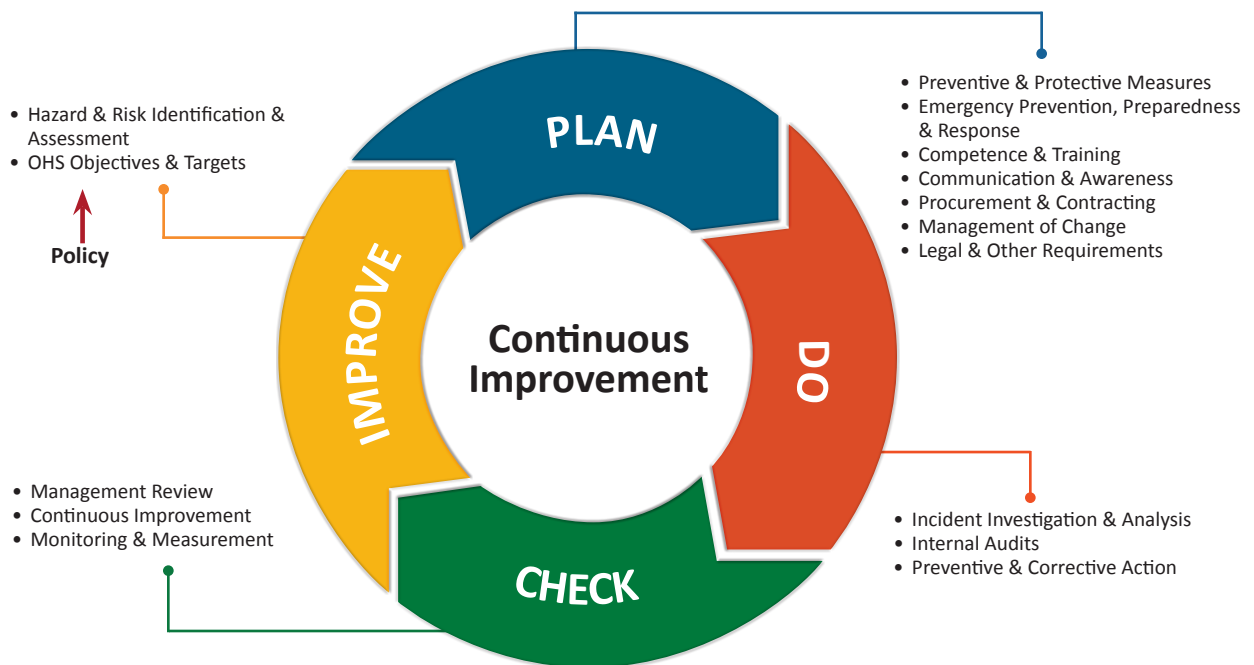 PLAN
• Preventive & Protective Measures
• Emergency Prevention, Preparedness
& Response
• Competence & Training
• Communication & Awareness
• Procurement & Contracting
• Management of Change
• Legal & Other Requirements
• Hazard & Risk Identification &
Assessment
• OHS Objectives & Targets
Policy
IMPROVE
Continuous
Improvement
DO
• Management Review
• Continuous Improvement
• Monitoring & Measurement
CHECK
• Incident Investigation & Analysis
• Internal Audits
• Preventive & Corrective Action